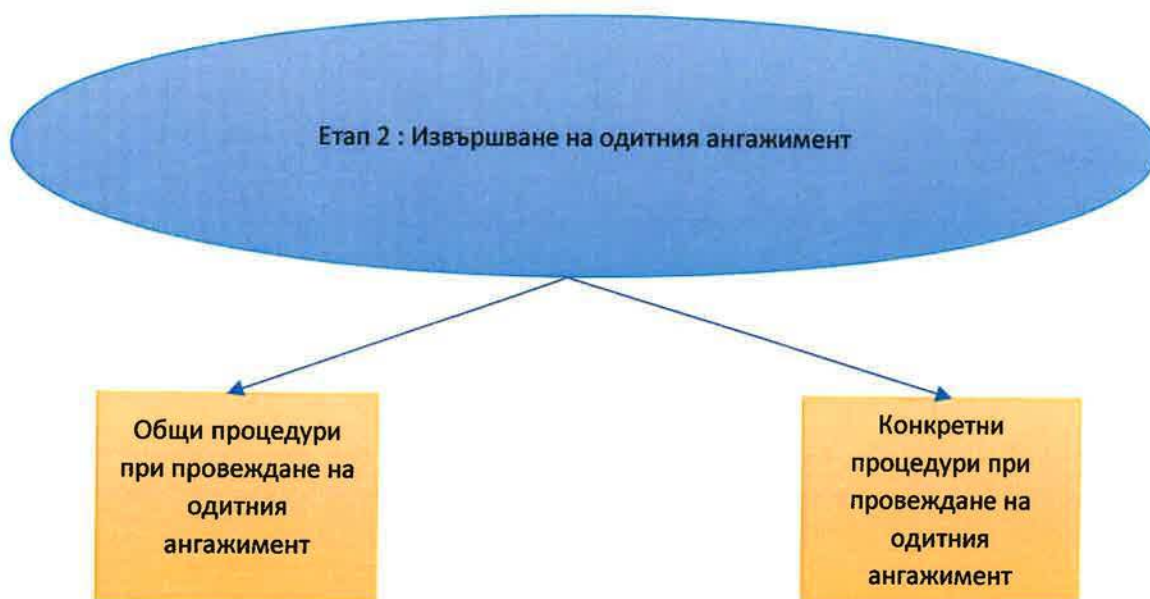 Етап 2 : Извършване на одитния ангажимент
Общи процедури
при провеждане на
одитния
ангажимент
Конкретни
процедури при
провеждане на
одитния
ангажимент